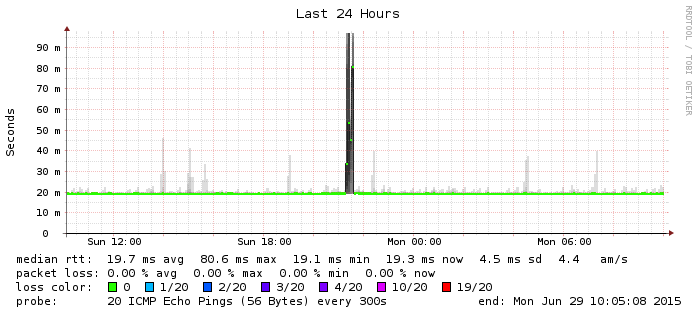 Last 24 Hours
RRDTOOL / TOBI OETIKER
Seconds
90 m
80 m
70 m
60 m
50 m
40 m
30 m
20 m
10 m
0
Sun 12:00 Sun 18:00 Mon 00:00 Mon 06:00
median rtt: 19.7 ms avg 80.6 ms max 19.1 ms min 19.3 ms now 4.5 ms sd 4.4 am/s
packet loss: 0.00 % avg 0.00 % max 0.00 % min 0.00 % now
loss color: 0 1/20 2/20 3/20 4/20 10/20 19/20
probe: 20 ICMP Echo Pings (56 Bytes) every 300s end: Mon Jun 29 10:05:08 2015